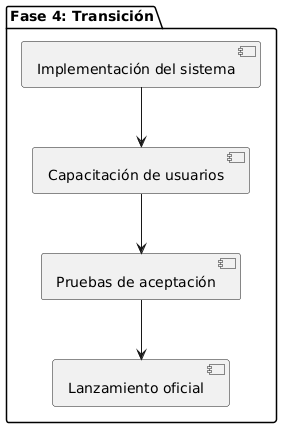 Fase 4: Transición
Implementación del sistema
Capacitación de usuarios
Pruebas de aceptación
Lanzamiento oficial